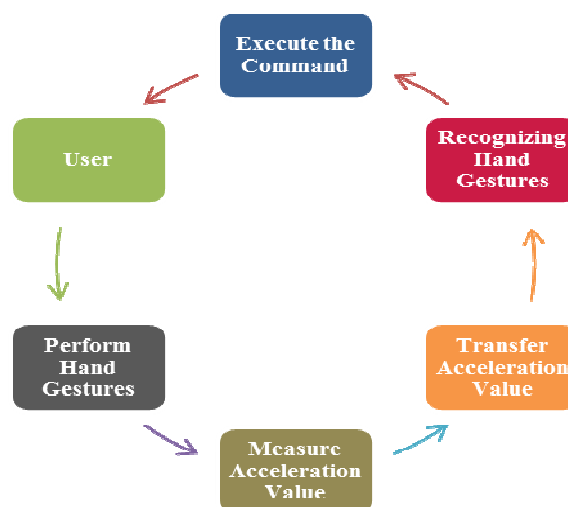 Execute the
Command
User
Recognizing
Hand
Gestures
Perform
Hand
Gestures
Transfer
Acceleration
Value
Measure
Acceleration
Value